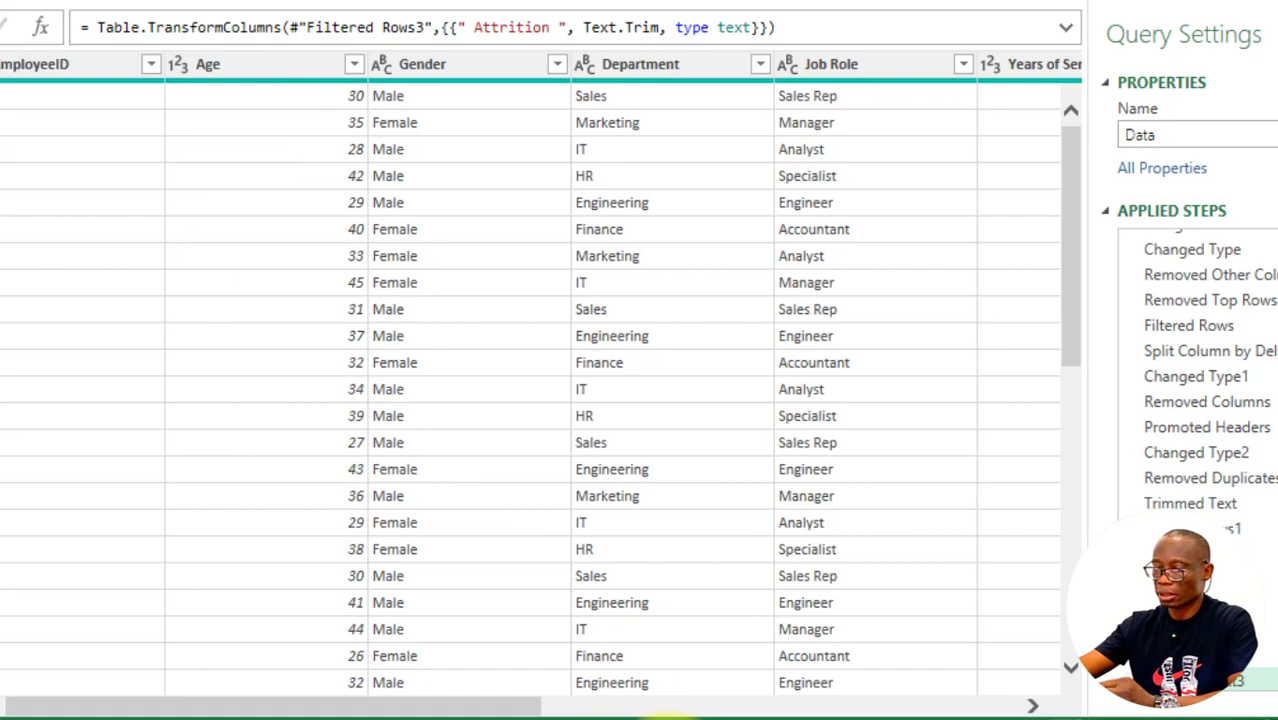 fx = Table.TransformColumns(#"Filtered Rows3",{{" Attrition ", Text.Trim, type text}})
mployeeID 123 Age ABC Gender ABC Department ABC Job Role 123 Years of Ser
30 Male Sales Sales Rep
35 Female Marketing Manager
28 Male IT Analyst
42 Male HR Specialist
29 Male Engineering Engineer
40 Female Finance Accountant
33 Female Marketing Analyst
45 Female IT Manager
31 Male Sales Sales Rep
37 Male Engineering Engineer
32 Female Finance Accountant
34 Male IT Analyst
39 Male HR Specialist
27 Male Sales Sales Rep
43 Female Engineering Engineer
36 Male Marketing Manager
29 Female IT Analyst
38 Female HR Specialist
30 Male Sales Sales Rep
41 Male Engineering Engineer
44 Male IT Manager
26 Female Finance Accountant
32 Male Engineering Engineer
Query Settings
PROPERTIES
Name
Data
All Properties
APPLIED STEPS
Changed Type
Removed Other Col
Removed Top Rows
Filtered Rows
Split Column by Del
Changed Type1
Removed Columns
Promoted Headers
Changed Type2
Removed Duplicates
Trimmed Text